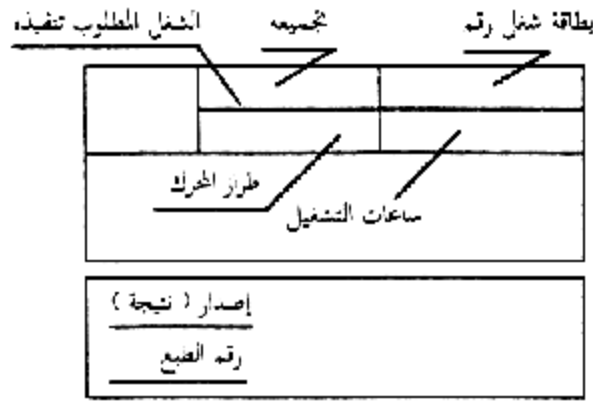 بطاقة شغل رقم
تجميعه
الشغل المطلوب تنفيذه
طراز المحرك
ساعات التشغيل
إصدار ( نتيجة )
رقم الطبع